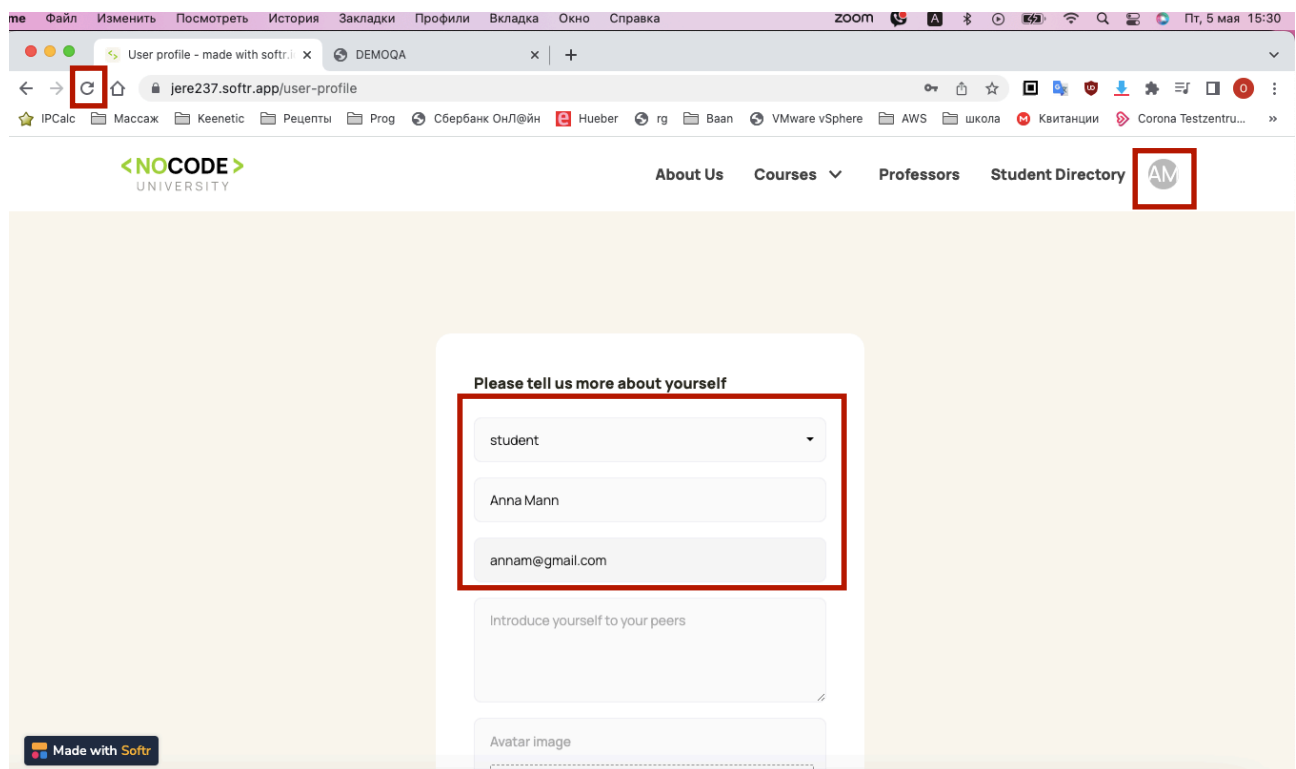 me Файл Изменить Посмотреть История Закладки Профили Вкладка Окно Справка zoom A Пт, 5 мая 15:30
User profile - made with softr.i DEMOQA
jere237.softr.app/user-profile O
IPCalc Массаж Keenetic Рецепты Prog Сбербанк ОнЛ@йн Hueber rg Baan VMware vSphere AWS школа Квитанции Corona Testzentru... »
<NOCODE>
UNIVERSITY
About Us Courses Professors Student Directory AM
Please tell us more about yourself
student
Anna Mann
annam@gmail.com
Introduce yourself to your peers
Avatar image
Made with Softr